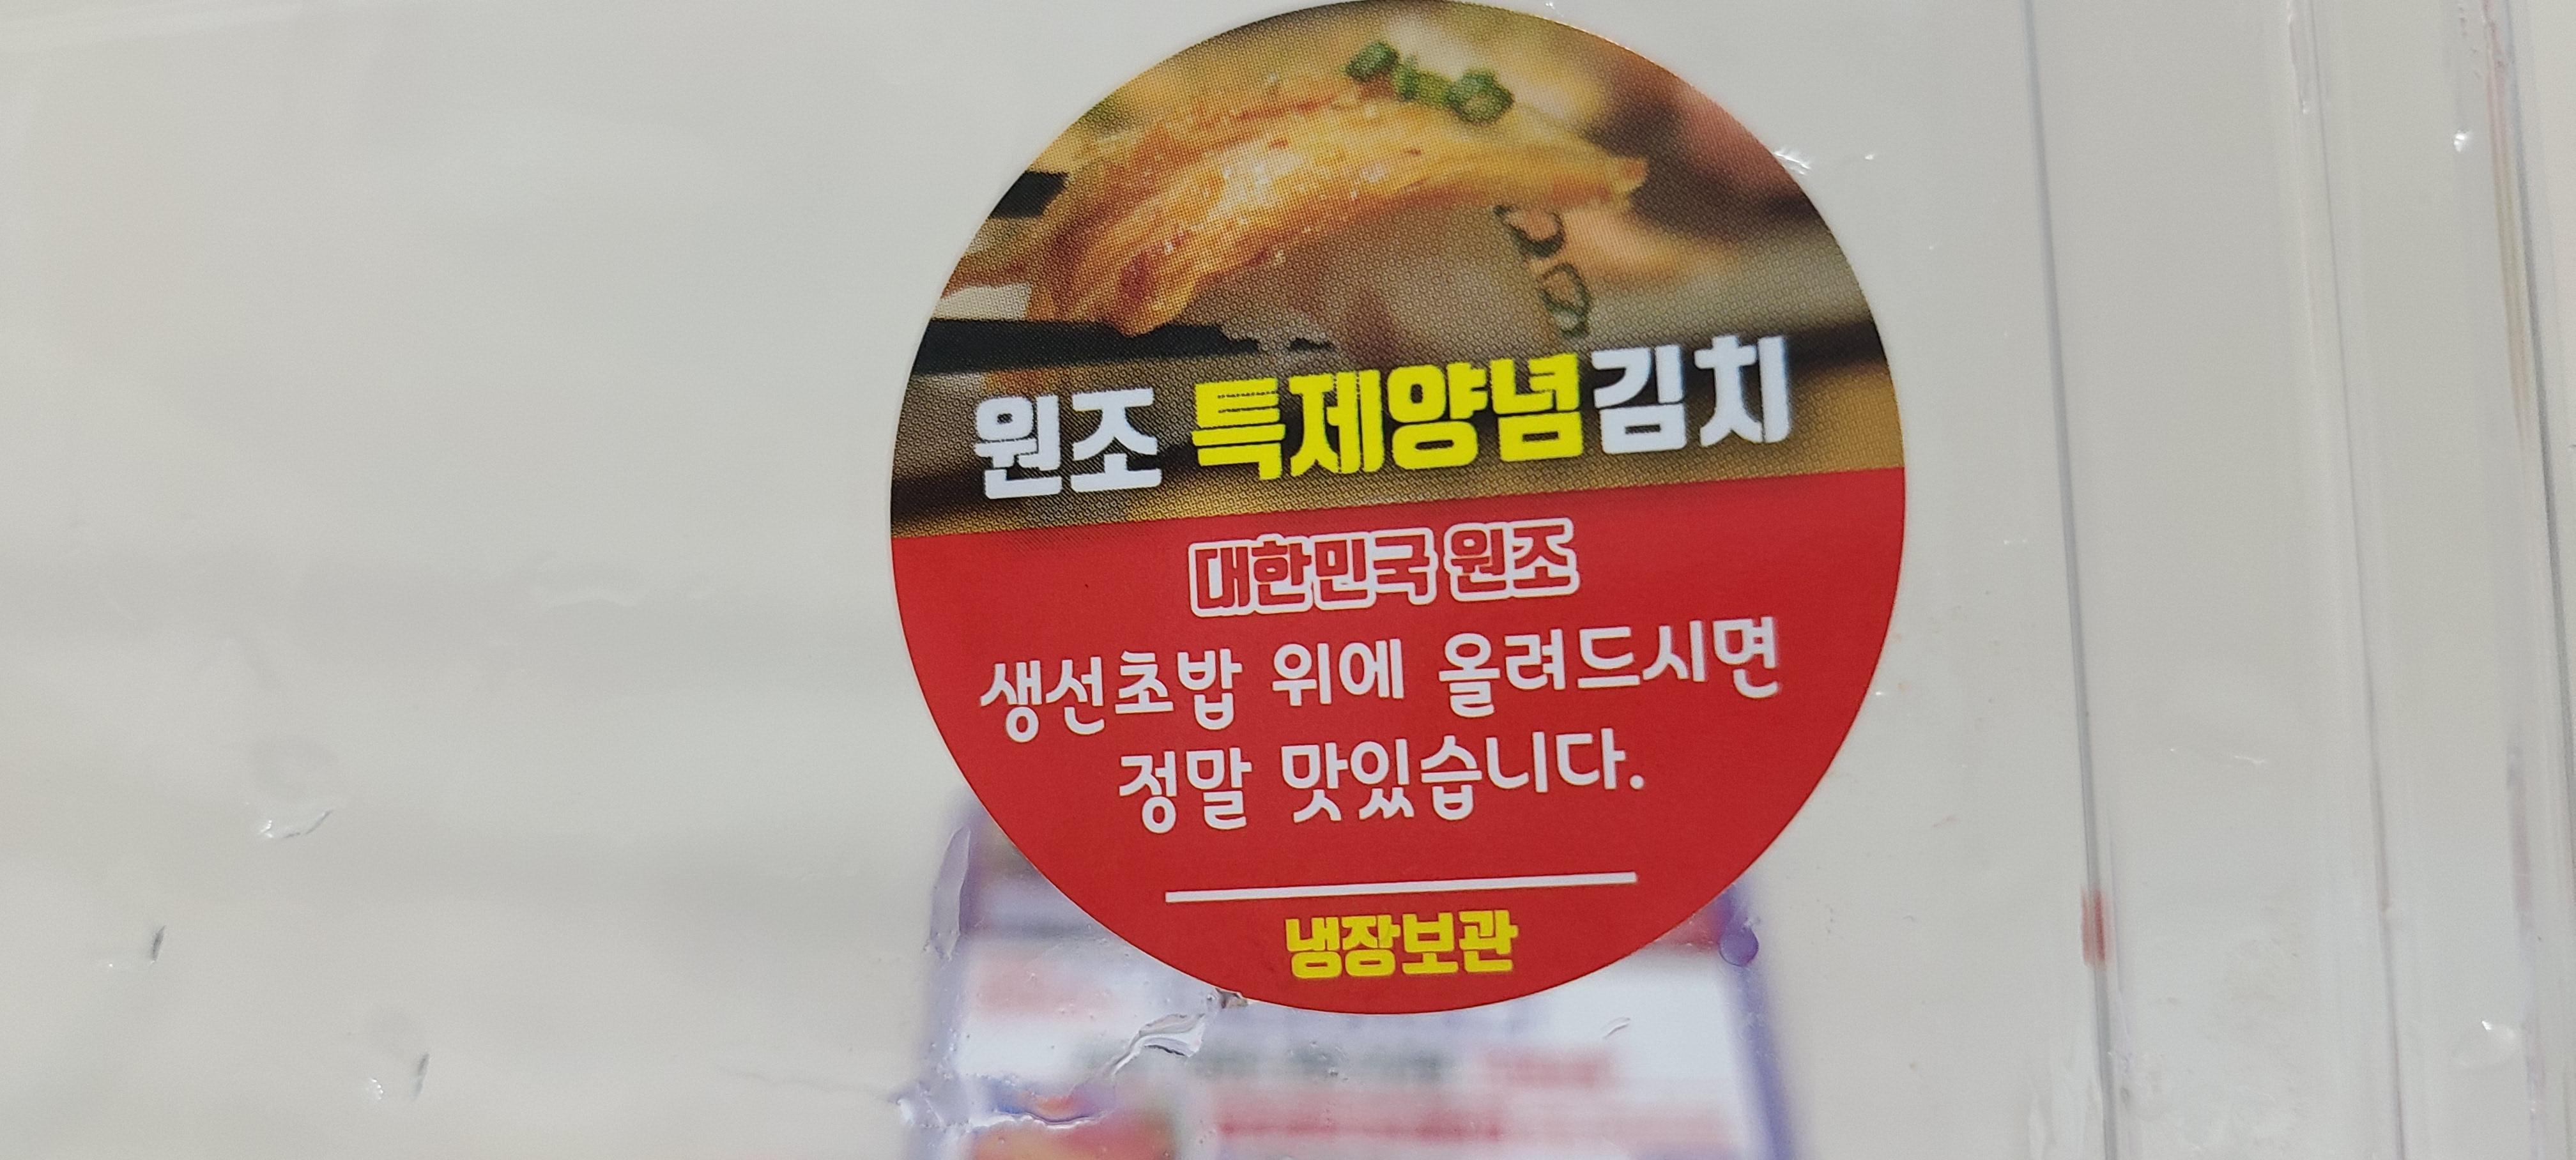 원조 특제양념김치
대한민국 원조
생선초밥 위에 올려드시면
정말 맛있습니다.
냉장보관